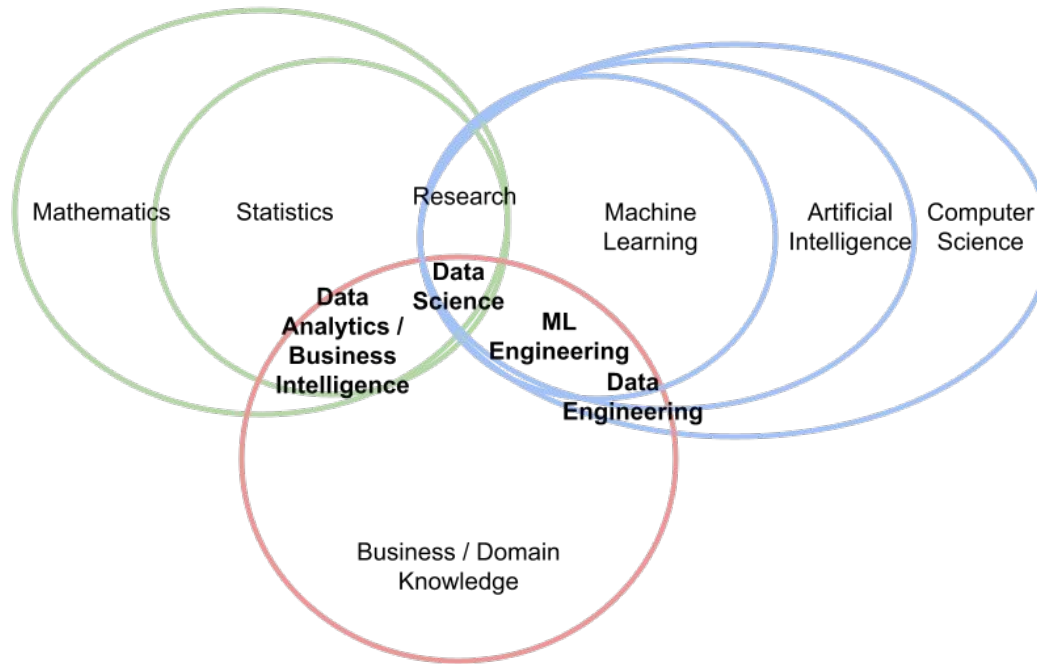 Mathematics
Statistics
Research
Machine
Learning
Artificial
Intelligence
Computer
Science
Data
Analytics /
Business
Intelligence
Data
Science
ML
Engineering
Data
Engineering
Business / Domain
Knowledge